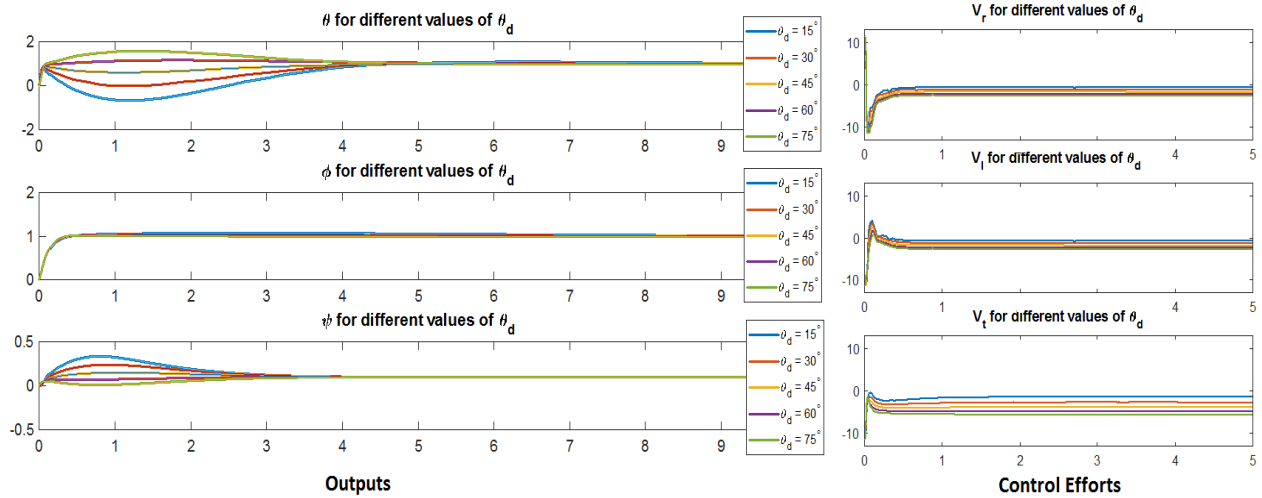 θ for different values of θd
2
0
-2
0 1 2 3 4 5 6 7 8 9
θd = 15°
θd = 30°
θd = 45°
θd = 60°
θd = 75°
ϕ for different values of θd
2
1
0
0 1 2 3 4 5 6 7 8 9
θd = 15°
θd = 30°
θd = 45°
θd = 60°
θd = 75°
ψ for different values of θd
0.5
0
-0.5
0 1 2 3 4 5 6 7 8 9
θd = 15°
θd = 30°
θd = 45°
θd = 60°
θd = 75°
Outputs
Vr for different values of θd
10
0
-10
0 1 2 3 4 5
Vl for different values of θd
10
0
-10
0 1 2 3 4 5
Vt for different values of θd
10
0
-10
0 1 2 3 4 5
Control Efforts